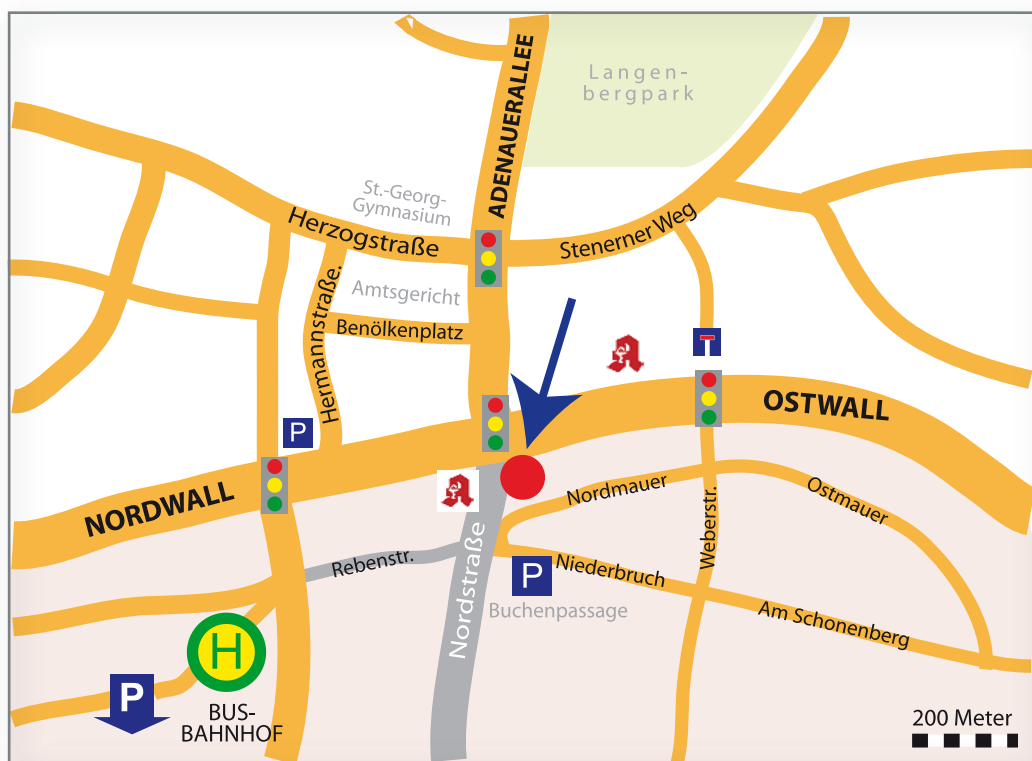 Langen-
bergpark
ADENAUERALLEE
St.-Georg-
Gymnasium
Herzogstraße
Stenerner Weg
Amtsgericht
Hermannstraße.
Benölkenplatz
OSTWALL
P
NORDWALL
Nordmauer
Ostmauer
Weberstr.
Rebenstr.
Nordstraße
P
Niederbruch
Buchenpassage
Am Schonenberg
H
P
BUS-
BAHNHOF
200 Meter